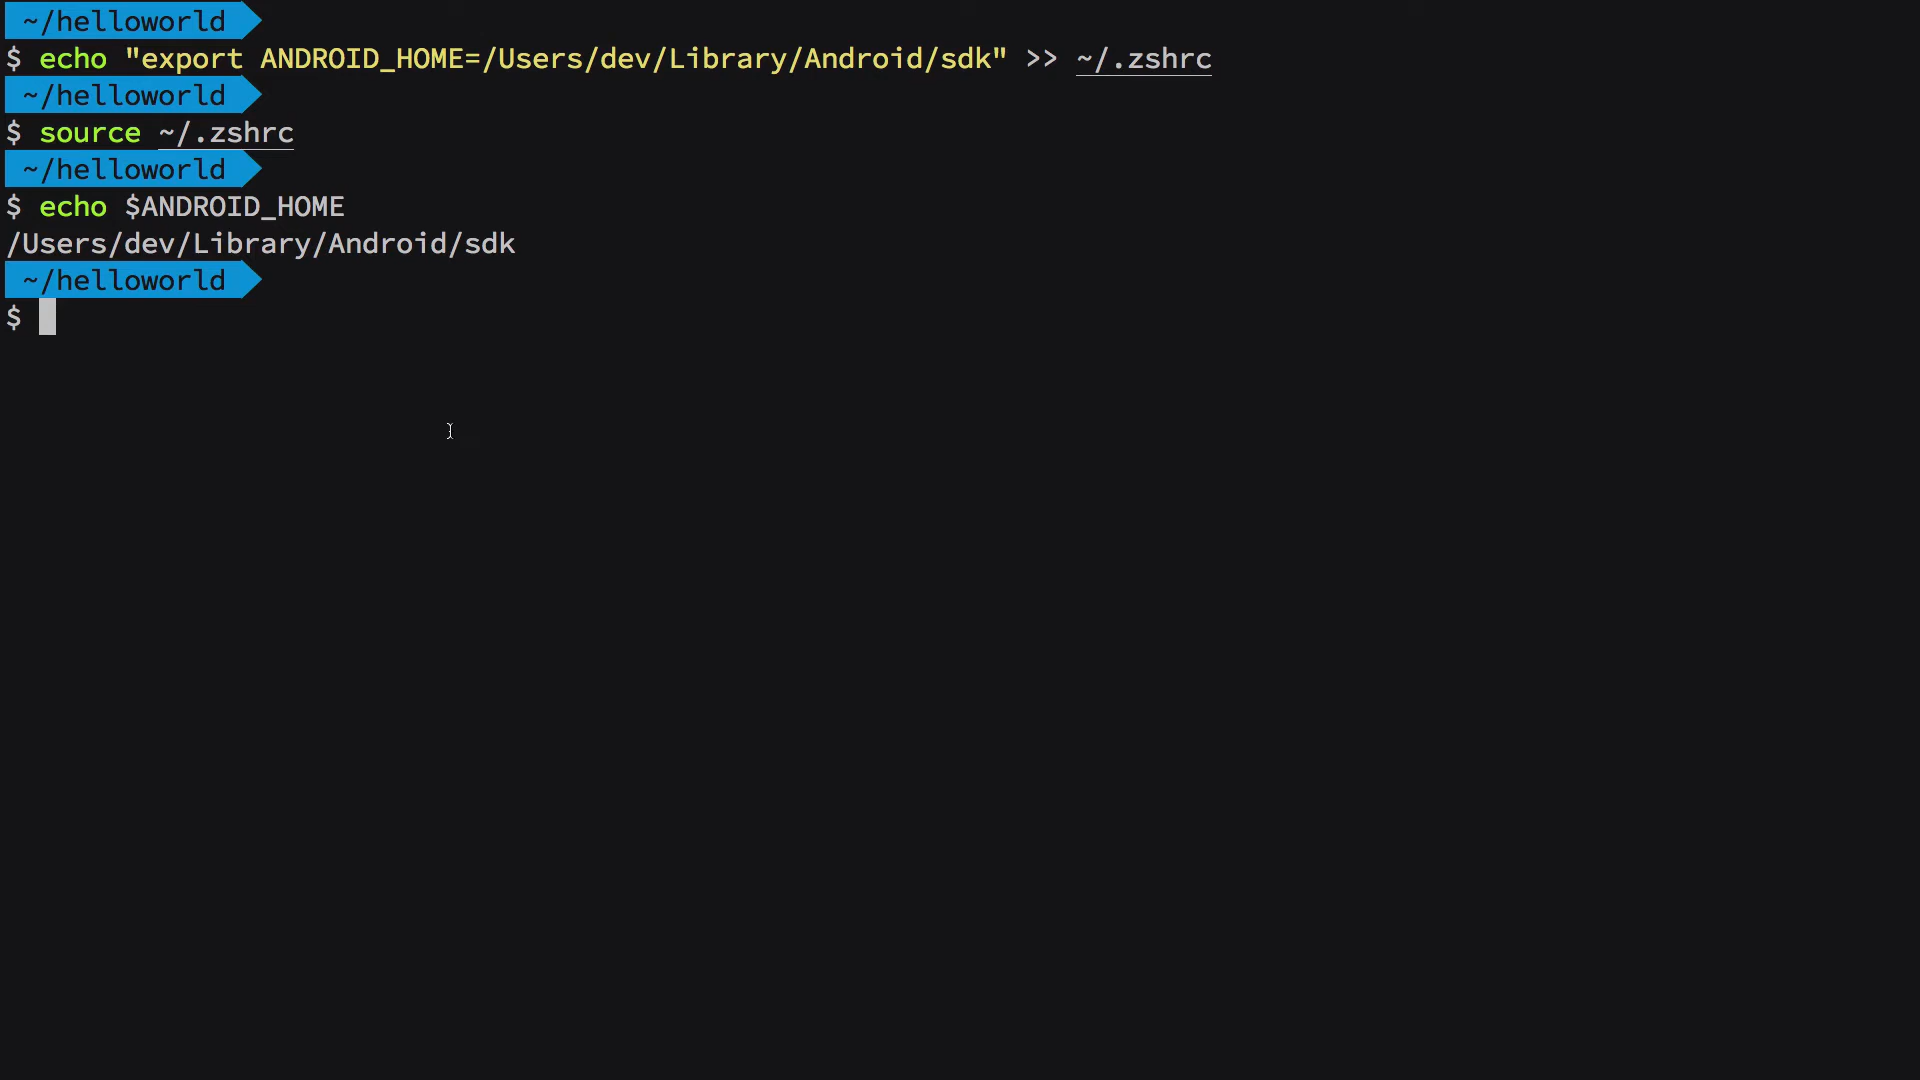 ~/helloworld
$ echo "export ANDROID_HOME=/Users/dev/Library/Android/sdk" >> ~/.zshrc
~/helloworld
$ source ~/.zshrc
~/helloworld
$ echo $ANDROID_HOME
/Users/dev/Library/Android/sdk
~/helloworld
$